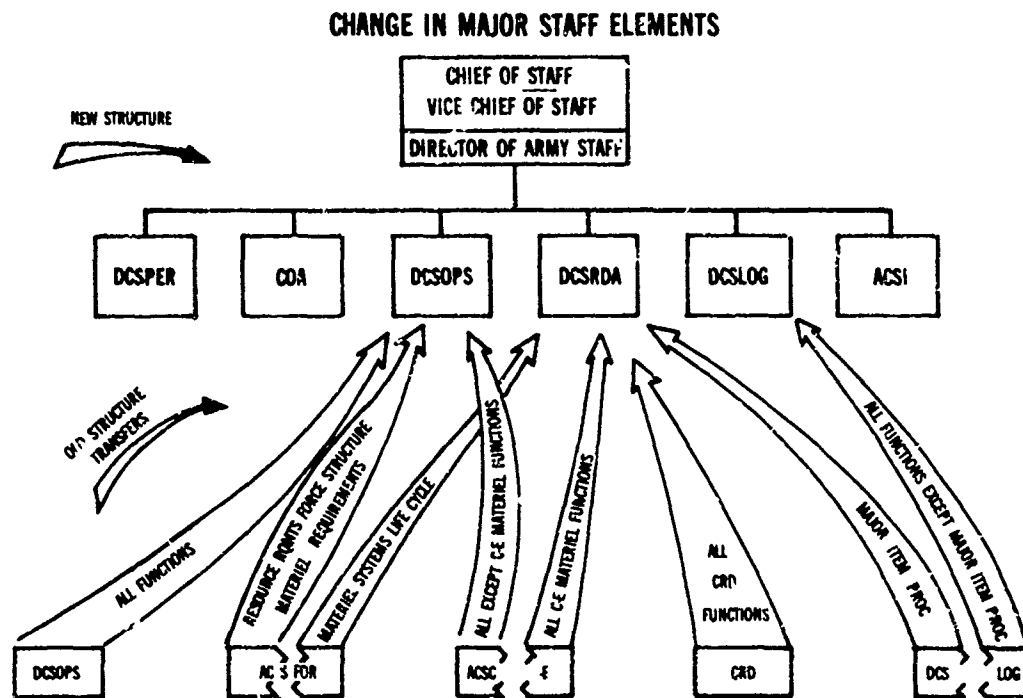 CHANGE IN MAJOR STAFF ELEMENTS
CHIEF OF STAFF
VICE CHIEF OF STAFF
DIRECTOR OF ARMY STAFF
NEW STRUCTURE
DCSPER
COA
DCSOPS
DCSRDA
DCSLOG
ACSI
OLD STRUCTURE
TRANSFERS
ALL FUNCTIONS
RESOURCE RQMTS FORCE STRUCTURE
MATERIEL REQUIREMENTS
MATERIEL SYSTEMS LIFE CYCLE
ALL EXCEPT C-E MATERIEL FUNCTIONS
ALL C-E MATERIEL FUNCTIONS
ALL
CRD
FUNCTIONS
MAJOR ITEM PROC
ALL FUNCTIONS EXCEPT MAJOR ITEM PROC
DCSOPS
ACS FOR
ACSC -E
CRD
DCS LOG